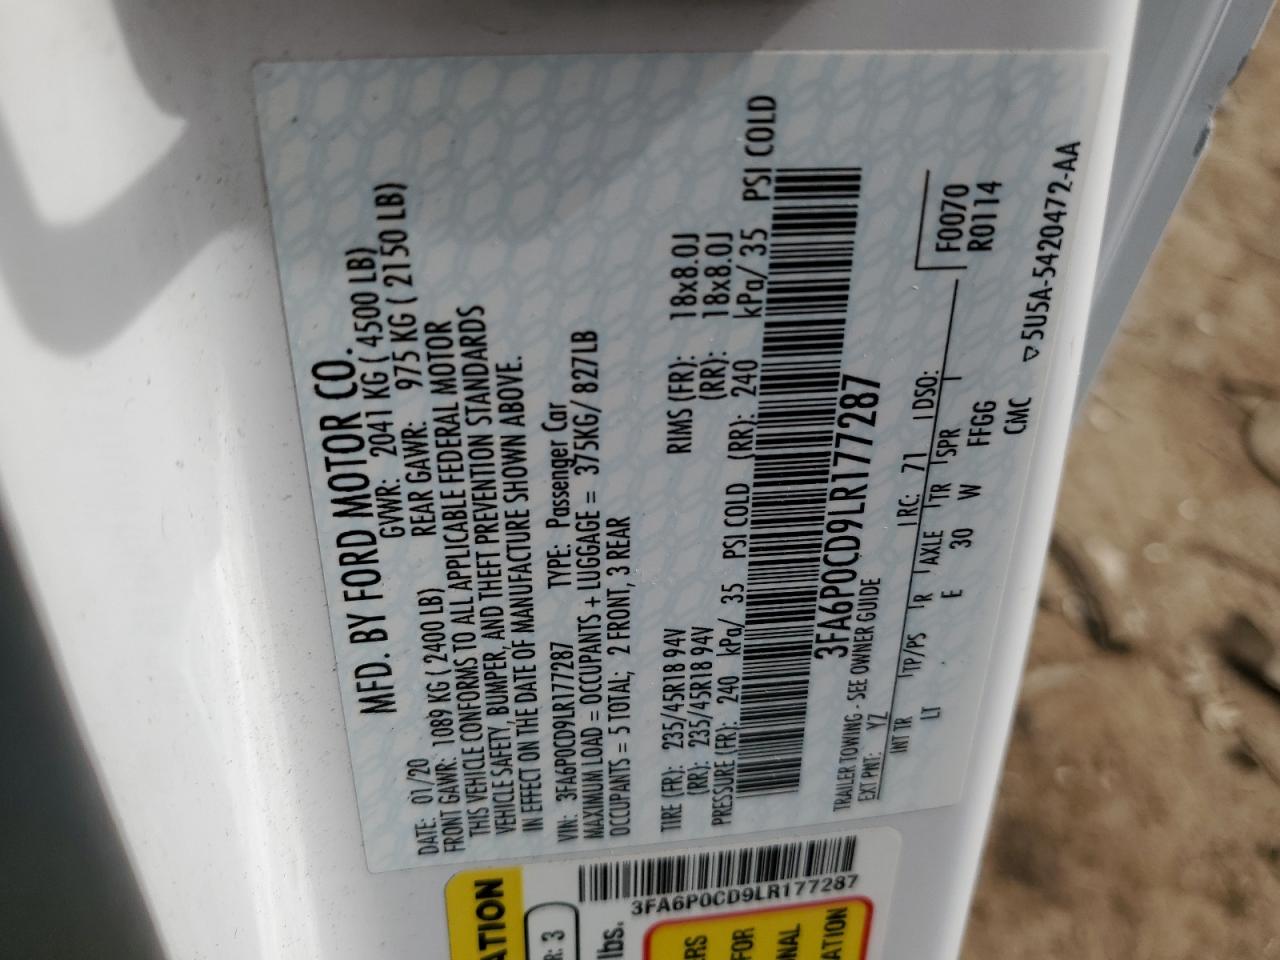 MFD. BY FORD MOTOR CO.
DATE: 01/20 GVWR: 2041 KG ( 4500 LB)
FRONT GAWR: 1089 KG ( 2400 LB) REAR GAWR: 975 KG ( 2150 LB)
THIS VEHICLE CONFORMS TO ALL APPLICABLE FEDERAL MOTOR
VEHICLE SAFETY, BUMPER, AND THEFT PREVENTION STANDARDS
IN EFFECT ON THE DATE OF MANUFACTURE SHOWN ABOVE.
VIN: 3FA6P0CD9LR177287 TYPE: Passenger Car
MAXIMUM LOAD = OCCUPANTS + LUGGAGE = 375KG/ 827LB
OCCUPANTS = 5 TOTAL; 2 FRONT, 3 REAR
TIRE (FR): 235/45R18 94V RIMS (FR): 18x8.0J
(RR): 235/45R18 94V (RR): 18x8.0J
PRESSURE (FR): 240 kPa/ 35 PSI COLD (RR): 240 kPa/ 35 PSI COLD
3FA6P0CD9LR177287
TRAILER TOWING - SEE OWNER GUIDE
EXT PNT: YZ RC: 71 DSO: F0070
R0114
INT TR TP/PS R AXLE TR SPR
LT E 30 W FFGG
GMC
5U5A-5420472-AA
3FA6P0CD9LR177287
ATION
R: 3
lbs.
ERS
FOR
NAL
ATION